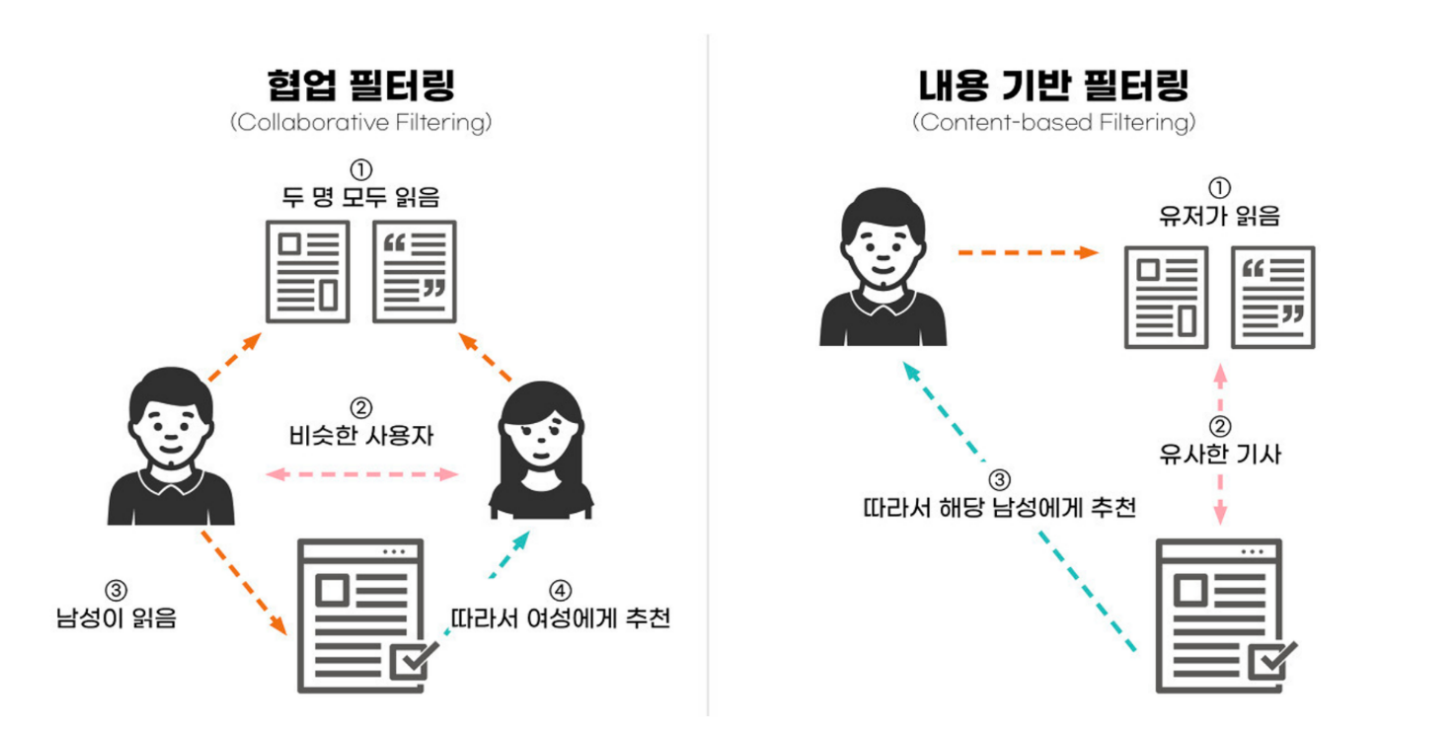 협업 필터링
(Collaborative Filtering)
①
두 명 모두 읽음
②
비슷한 사용자
③
남성이 읽음
④
따라서 여성에게 추천
내용 기반 필터링
(Content-based Filtering)
①
유저가 읽음
②
유사한 기사
③
따라서 해당 남성에게 추천